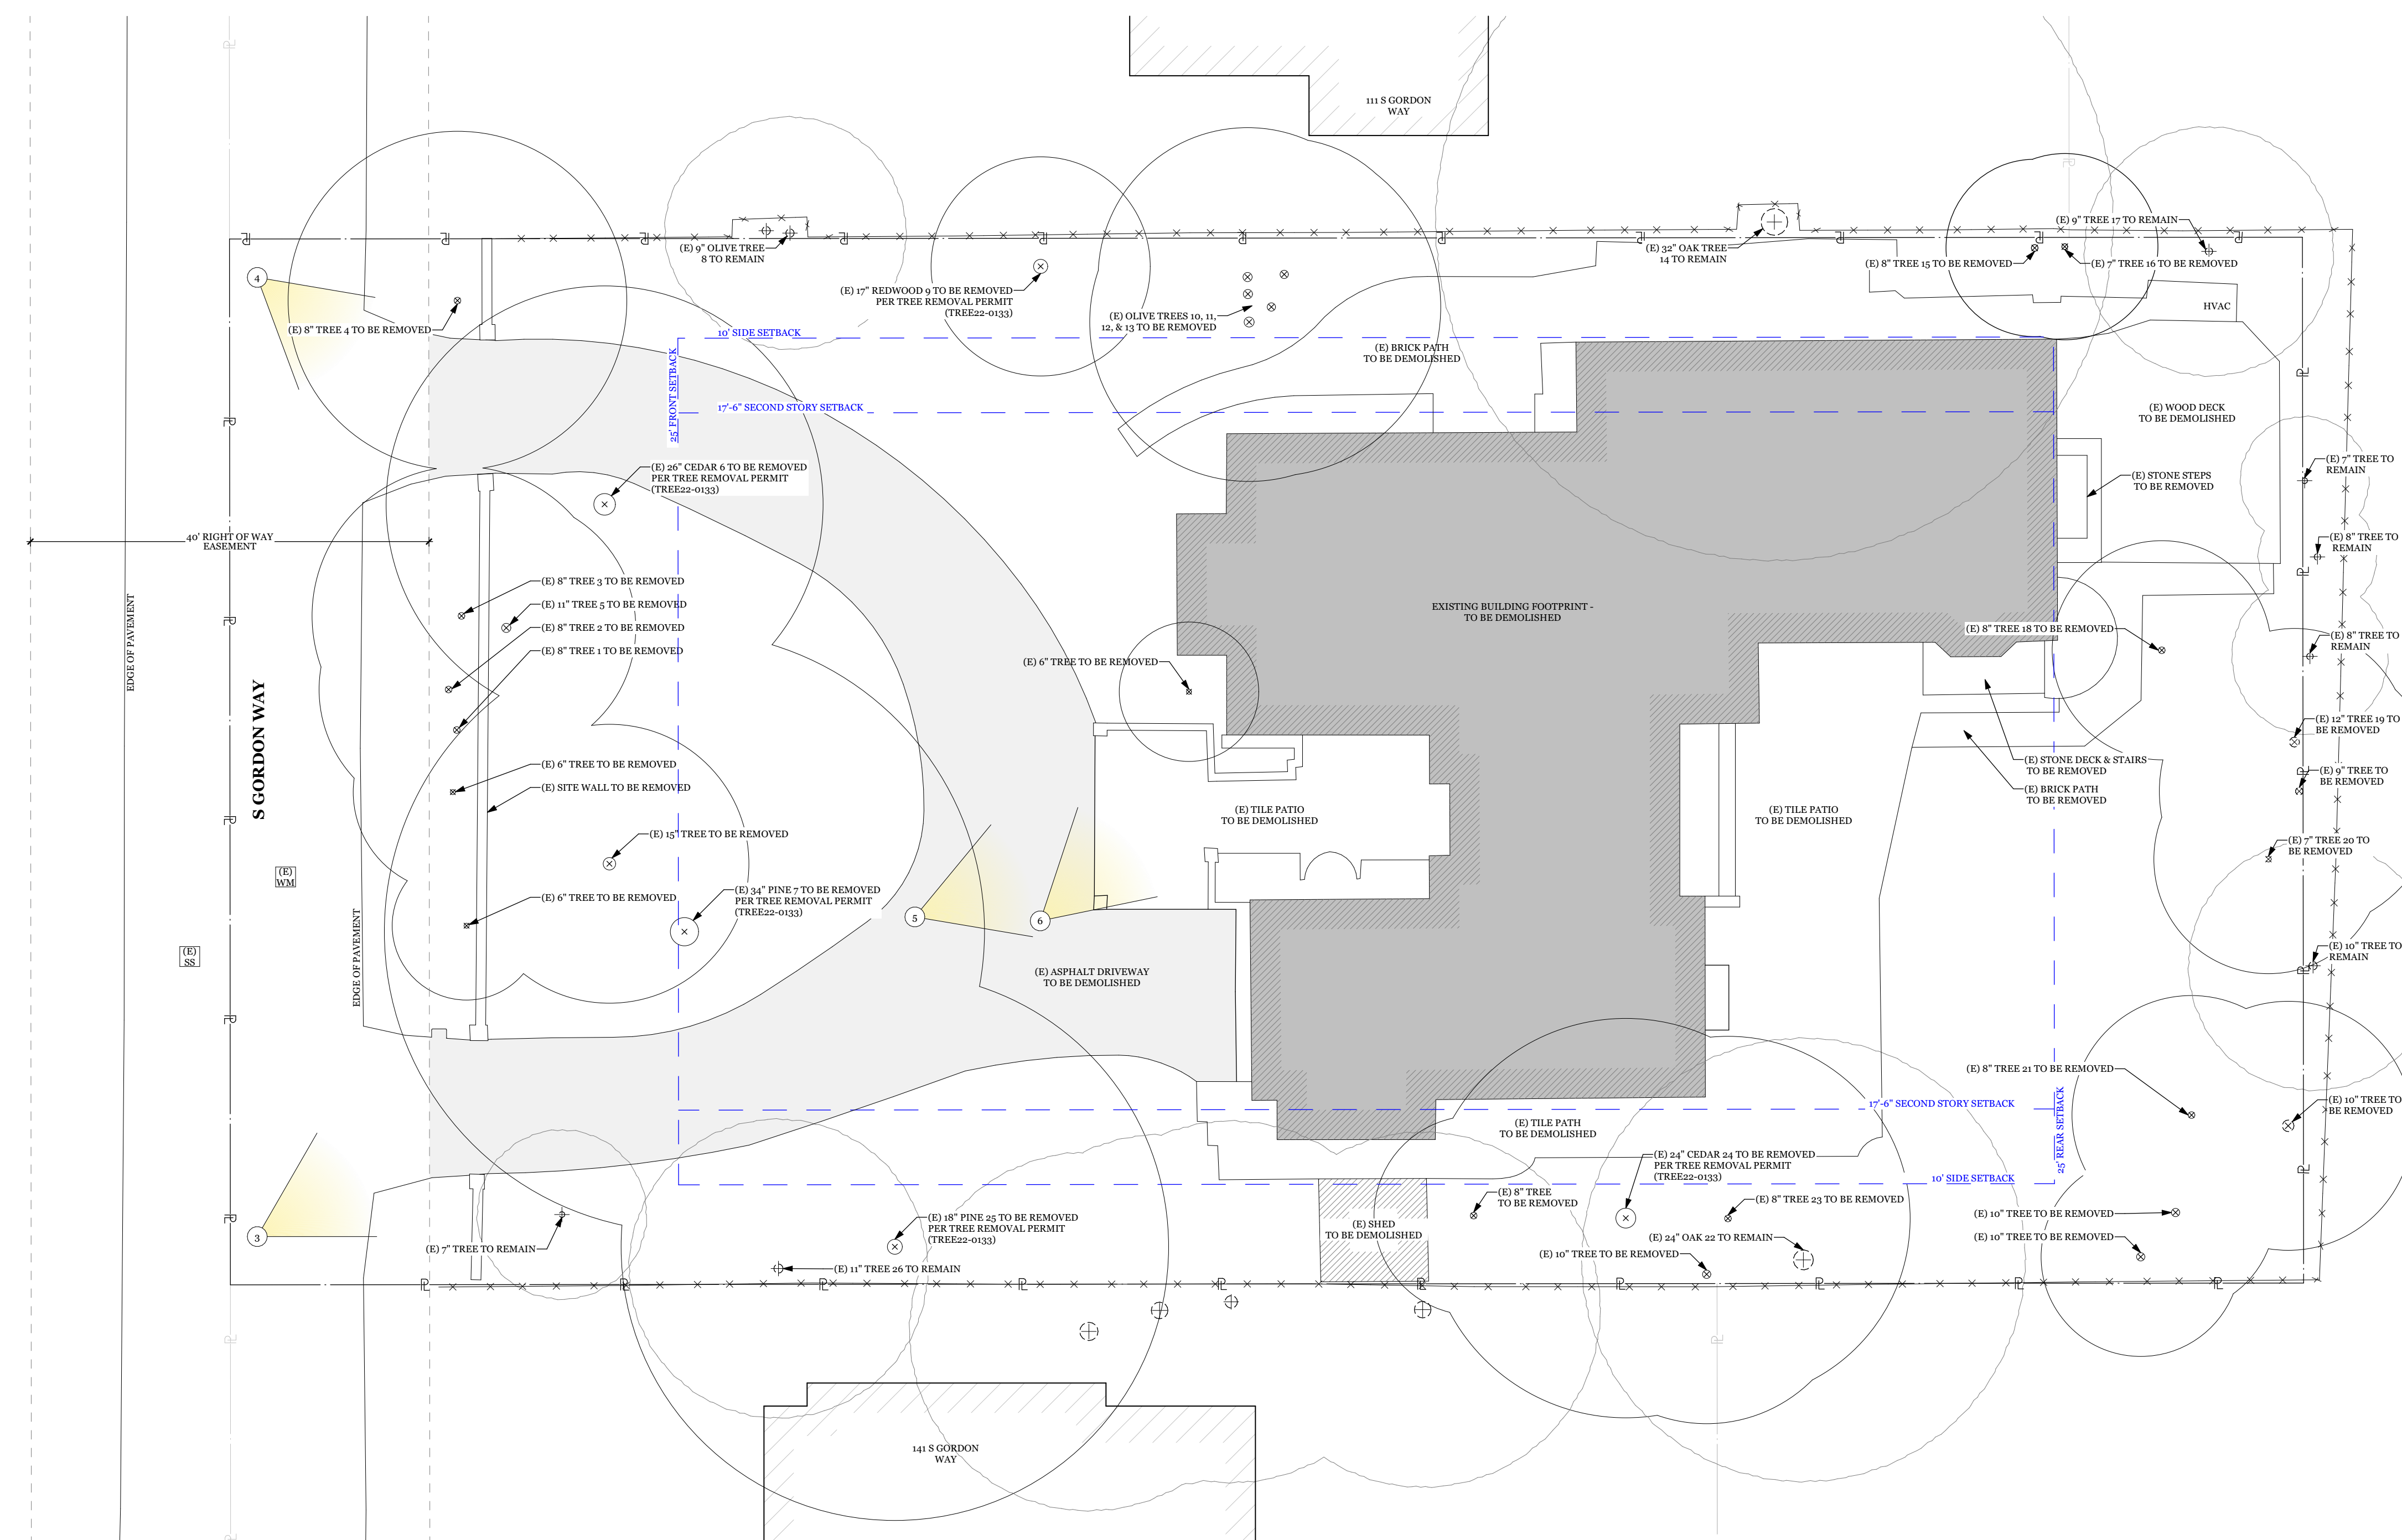 111 S GORDON
WAY
(E) 9" OLIVE TREE
8 TO REMAIN
(E) 32" OAK TREE
14 TO REMAIN
(E) 9" TREE 17 TO REMAIN
(E) 8" TREE 15 TO BE REMOVED
(E) 7" TREE 16 TO BE REMOVED
4
(E) 8" TREE 4 TO BE REMOVED
(E) 17" REDWOOD 9 TO BE REMOVED
PER TREE REMOVAL PERMIT
(TREE22-0133)
(E) OLIVE TREES 10, 11,
12, & 13 TO BE REMOVED
HVAC
10' SIDE SETBACK
25' FRONT SETBACK
17'-6" SECOND STORY SETBACK
(E) BRICK PATH
TO BE DEMOLISHED
(E) WOOD DECK
TO BE DEMOLISHED
(E) 26" CEDAR 6 TO BE REMOVED
PER TREE REMOVAL PERMIT
(TREE22-0133)
(E) STONE STEPS
TO BE REMOVED
(E) 7" TREE TO
REMAIN
40' RIGHT OF WAY
EASEMENT
(E) 8" TREE TO
REMAIN
EDGE OF PAVEMENT
S GORDON WAY
(E) 8" TREE 3 TO BE REMOVED
(E) 11" TREE 5 TO BE REMOVED
(E) 8" TREE 2 TO BE REMOVED
(E) 8" TREE 1 TO BE REMOVED
EXISTING BUILDING FOOTPRINT -
TO BE DEMOLISHED
(E) 6" TREE TO BE REMOVED
(E) 8" TREE 18 TO BE REMOVED
(E) 8" TREE TO
REMAIN
(E) 12" TREE 19 TO
BE REMOVED
(E) 6" TREE TO BE REMOVED
(E) SITE WALL TO BE REMOVED
(E) STONE DECK & STAIRS
TO BE REMOVED
(E) BRICK PATH
TO BE REMOVED
(E) 9" TREE TO
BE REMOVED
(E) TILE PATIO
TO BE DEMOLISHED
(E) TILE PATIO
TO BE DEMOLISHED
(E) 15" TREE TO BE REMOVED
(E) 7" TREE 20 TO
BE REMOVED
(E)
WM
(E) 6" TREE TO BE REMOVED
(E) 34" PINE 7 TO BE REMOVED
PER TREE REMOVAL PERMIT
(TREE22-0133)
5
6
(E)
SS
EDGE OF PAVEMENT
(E) ASPHALT DRIVEWAY
TO BE DEMOLISHED
(E) 10" TREE TO
REMAIN
(E) 8" TREE 21 TO BE REMOVED
17'-6" SECOND STORY SETBACK
25' REAR SETBACK
(E) 10" TREE TO
BE REMOVED
(E) TILE PATH
TO BE DEMOLISHED
(E) 24" CEDAR 24 TO BE REMOVED
PER TREE REMOVAL PERMIT
(TREE22-0133)
10' SIDE SETBACK
(E) 8" TREE
TO BE REMOVED
(E) 8" TREE 23 TO BE REMOVED
(E) 10" TREE TO BE REMOVED
(E) 10" TREE TO BE REMOVED
3
(E) 7" TREE TO REMAIN
(E) 18" PINE 25 TO BE REMOVED
PER TREE REMOVAL PERMIT
(TREE22-0133)
(E) SHED
TO BE DEMOLISHED
(E) 24" OAK 22 TO REMAIN
(E) 10" TREE TO BE REMOVED
(E) 11" TREE 26 TO REMAIN
141 S GORDON
WAY